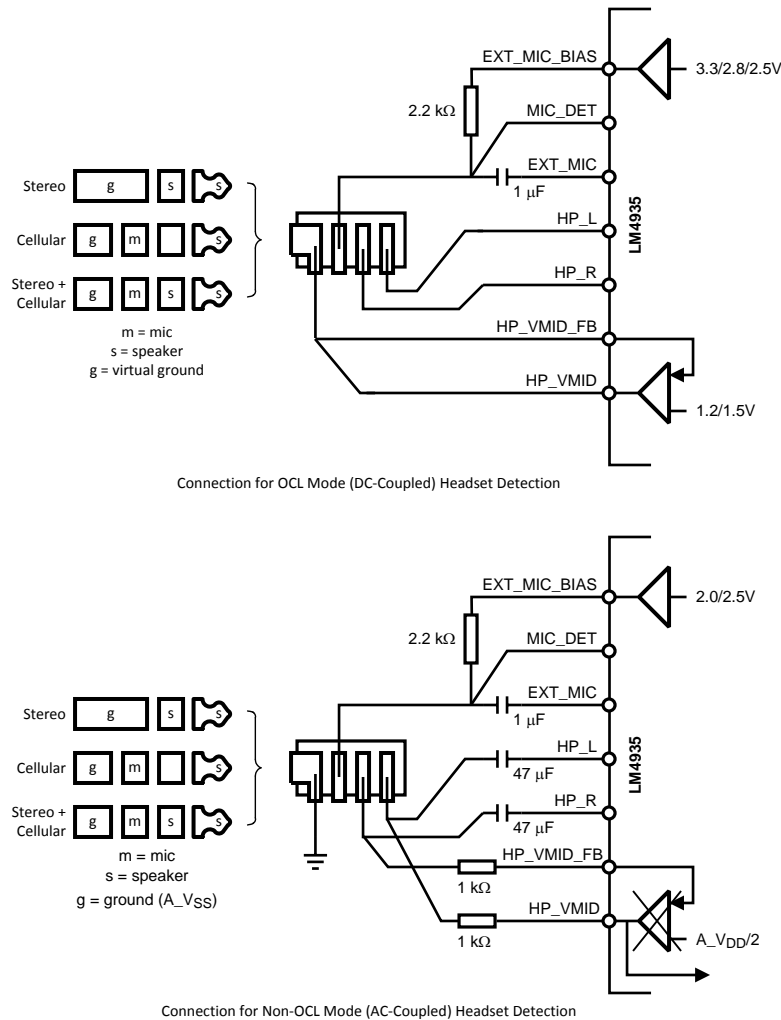 EXT_MIC_BIAS
3.3/2.8/2.5V
2.2 kΩ
MIC_DET
EXT_MIC
1 μF
Stereo
g
s
s
Cellular
g
m
s
Stereo +
Cellular
g
m
s
s
HP_L
LM4935
HP_R
m = mic
s = speaker
g = virtual ground
HP_VMID_FB
HP_VMID
1.2/1.5V
Connection for OCL Mode (DC-Coupled) Headset Detection
EXT_MIC_BIAS
2.0/2.5V
2.2 kΩ
MIC_DET
EXT_MIC
1 μF
Stereo
g
s
s
Cellular
g
m
s
Stereo +
Cellular
g
m
s
s
HP_L
47 μF
LM4935
HP_R
47 μF
m = mic
s = speaker
g = ground (A_VSS)
HP_VMID_FB
1 kΩ
HP_VMID
1 kΩ
A_VDD/2
Connection for Non-OCL Mode (AC-Coupled) Headset Detection